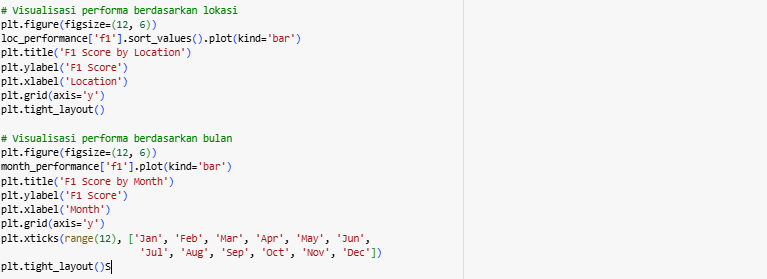 # Visualisasi performa berdasarkan lokasi
plt.figure(figsize=(12, 6))
loc_performance['f1'].sort_values().plot(kind='bar')
plt.title('F1 Score by Location')
plt.ylabel('F1 Score')
plt.xlabel('Location')
plt.grid(axis='y')
plt.tight_layout()

# Visualisasi performa berdasarkan bulan
plt.figure(figsize=(12, 6))
month_performance['f1'].plot(kind='bar')
plt.title('F1 Score by Month')
plt.ylabel('F1 Score')
plt.xlabel('Month')
plt.grid(axis='y')
plt.xticks(range(12), ['Jan', 'Feb', 'Mar', 'Apr', 'May', 'Jun',
                       'Jul', 'Aug', 'Sep', 'Oct', 'Nov', 'Dec'])
plt.tight_layout()S